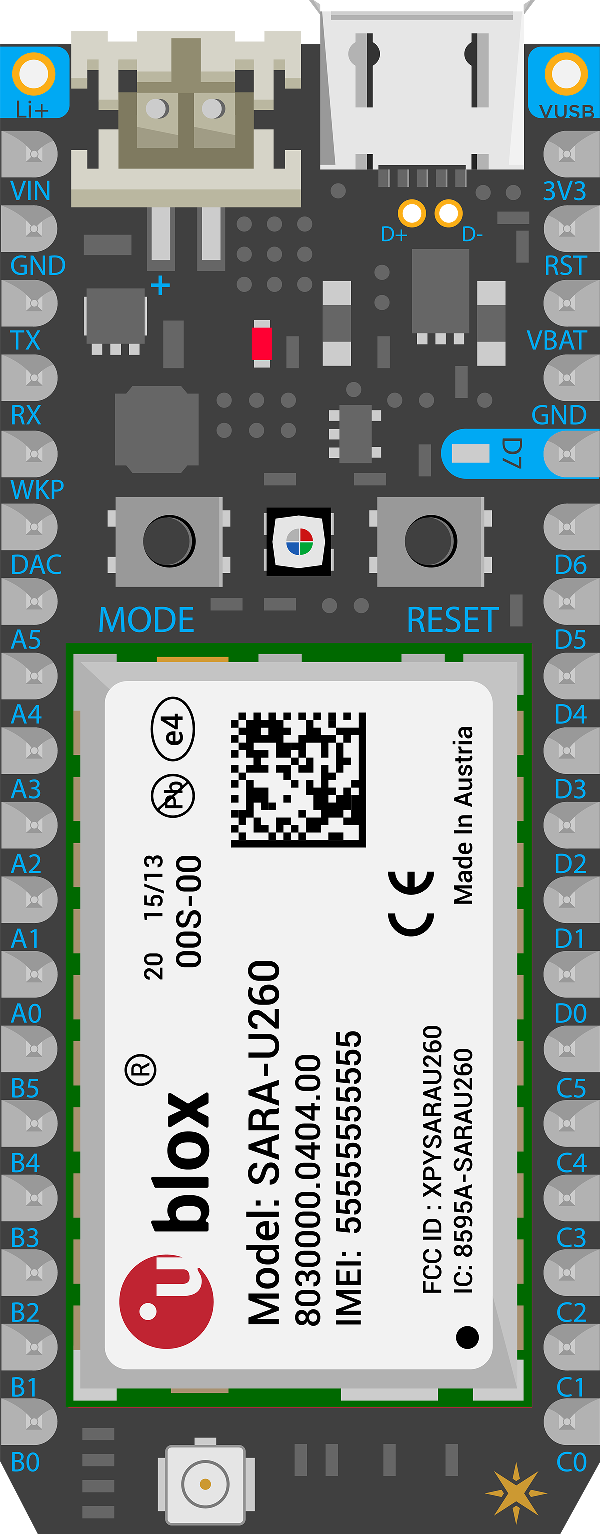 Li+
VUSB
VIN
3V3
D+
D-
GND
RST
+
TX
VBAT
RX
GND
D7
WKP
DAC
D6
MODE
RESET
A5
D5
A4
D4
A3
D3
A2
D2
A1
D1
A0
D0
B5
C5
B4
C4
B3
C3
B2
C2
B1
C1
B0
C0
e4
Pb
20 15/13
00S-00
u blox ®
Model: SARA-U260
8030000.0404.00
IMEI: 55555555555555
CE Made In Austria
FCC ID : XPYSARAU260
IC: 8595A-SARAU260